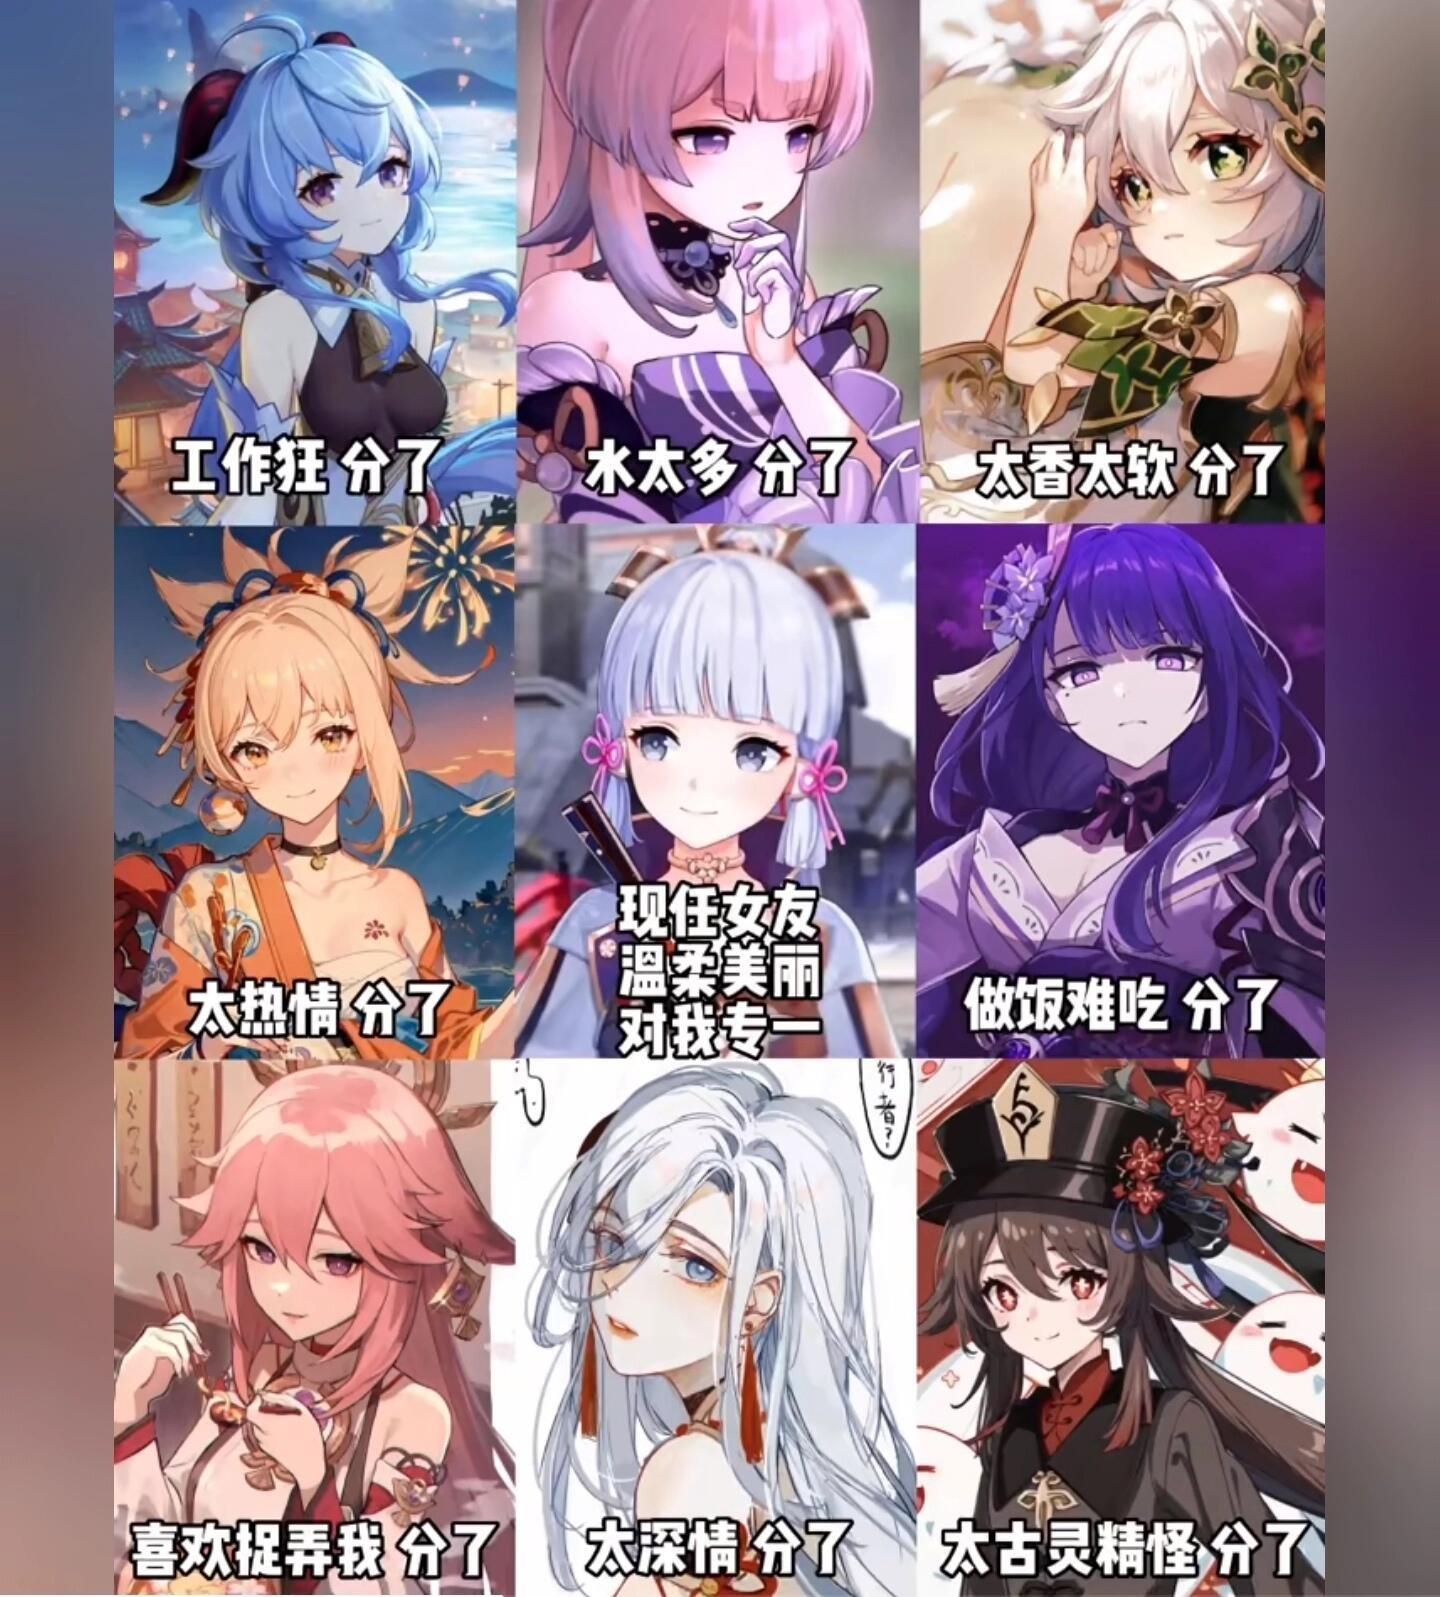 工作狂 分了
水太多 分了
太香太软 分了
太热情 分了
现任女友
温柔美丽
对我专一
做饭难吃 分了
行者?
喜欢捉弄我 分了
太深情 分了
太古灵精怪 分了